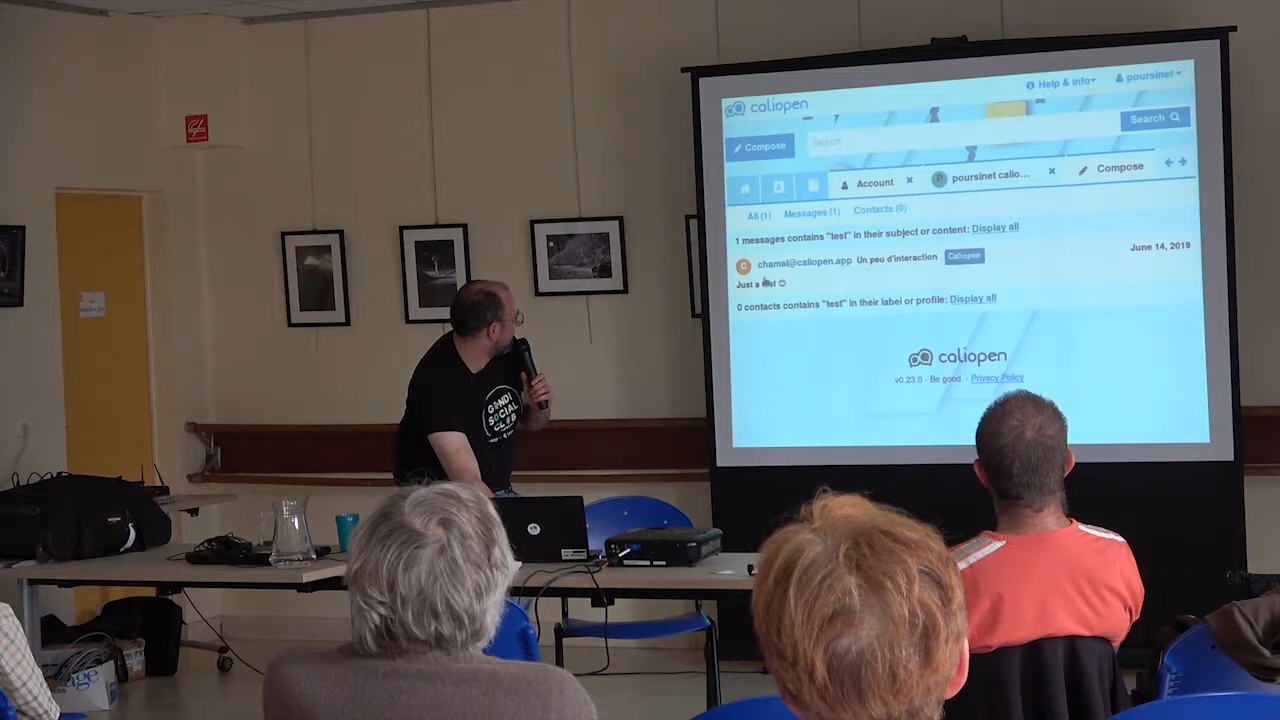 Help & info
poursinet
caliopen
Compose
Search
Search
Account
poursinet calio...
Compose
All (1)
Messages (1)
Contacts (0)
1 messages contains "test" in their subject or content: Display all
C
chamal@caliopen.app
Un peu d'interaction
Caliopen
June 14, 2019
Just a
0 contacts contains "test" in their label or profile: Display all
caliopen
v0.23.0 - Be good. - Privacy Policy
GANDI
SOCIAL
CLUB